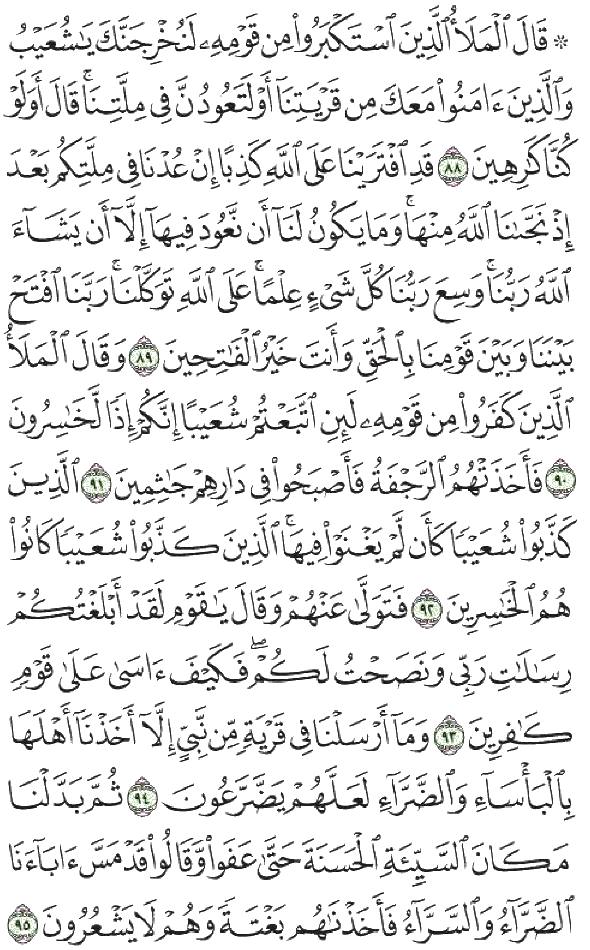 ۞ قَالَ ٱلْمَلَأُ ٱلَّذِينَ ٱسْتَكْبَرُوا۟ مِن قَوْمِهِۦ لَنُخْرِجَنَّكَ يَٰشُعَيْبُ
وَٱلَّذِينَ ءَامَنُوا۟ مَعَكَ مِن قَرْيَتِنَآ أَوْ لَتَعُودُنَّ فِى مِلَّتِنَا ۚ قَالَ أَوَلَوْ
كُنَّا كَٰرِهِينَ ٨٨ قَدِ ٱفْتَرَيْنَا عَلَى ٱللَّهِ كَذِبًا إِنْ عُدْنَا فِى مِلَّتِكُم بَعْدَ
إِذْ نَجَّىٰنَا ٱللَّهُ مِنْهَا ۚ وَمَا يَكُونُ لَنَآ أَن نَّعُودَ فِيهَآ إِلَّآ أَن يَشَآءَ
ٱللَّهُ رَبُّنَا ۚ وَسِعَ رَبُّنَا كُلَّ شَىْءٍ عِلْمًا ۚ عَلَى ٱللَّهِ تَوَكَّلْنَا ۚ رَبَّنَا ٱفْتَحْ
بَيْنَنَا وَبَيْنَ قَوْمِنَا بِٱلْحَقِّ وَأَنتَ خَيْرُ ٱلْفَٰتِحِينَ ٨٩ وَقَالَ ٱلْمَلَأُ
ٱلَّذِينَ كَفَرُوا۟ مِن قَوْمِهِۦ لَئِنِ ٱتَّبَعْتُمْ شُعَيْبًا إِنَّكُمْ إِذًا لَّخَٰسِرُونَ
٩٠ فَأَخَذَتْهُمُ ٱلرَّجْفَةُ فَأَصْبَحُوا۟ فِى دَارِهِمْ جَٰثِمِينَ ٩١ ٱلَّذِينَ
كَذَّبُوا۟ شُعَيْبًا كَأَن لَّمْ يَغْنَوْا۟ فِيهَا ۚ ٱلَّذِينَ كَذَّبُوا۟ شُعَيْبًا كَانُوا۟
هُمُ ٱلْخَٰسِرِينَ ٩٢ فَتَوَلَّىٰ عَنْهُمْ وَقَالَ يَٰقَوْمِ لَقَدْ أَبْلَغْتُكُمْ
رِسَٰلَٰتِ رَبِّى وَنَصَحْتُ لَكُمْ ۖ فَكَيْفَ ءَاسَىٰ عَلَىٰ قَوْمٍ
كَٰفِرِينَ ٩٣ وَمَآ أَرْسَلْنَا فِى قَرْيَةٍ مِّن نَّبِىٍّ إِلَّآ أَخَذْنَآ أَهْلَهَا
بِٱلْبَأْسَآءِ وَٱلضَّرَّآءِ لَعَلَّهُمْ يَضَّرَّعُونَ ٩٤ ثُمَّ بَدَّلْنَا
مَكَانَ ٱلسَّيِّئَةِ ٱلْحَسَنَةَ حَتَّىٰ عَفَوا۟ وَّقَالُوا۟ قَدْ مَسَّ ءَابَآءَنَا
ٱلضَّرَّآءُ وَٱلسَّرَّآءُ فَأَخَذْنَٰهُم بَغْتَةً وَهُمْ لَا يَشْعُرُونَ ٩٥